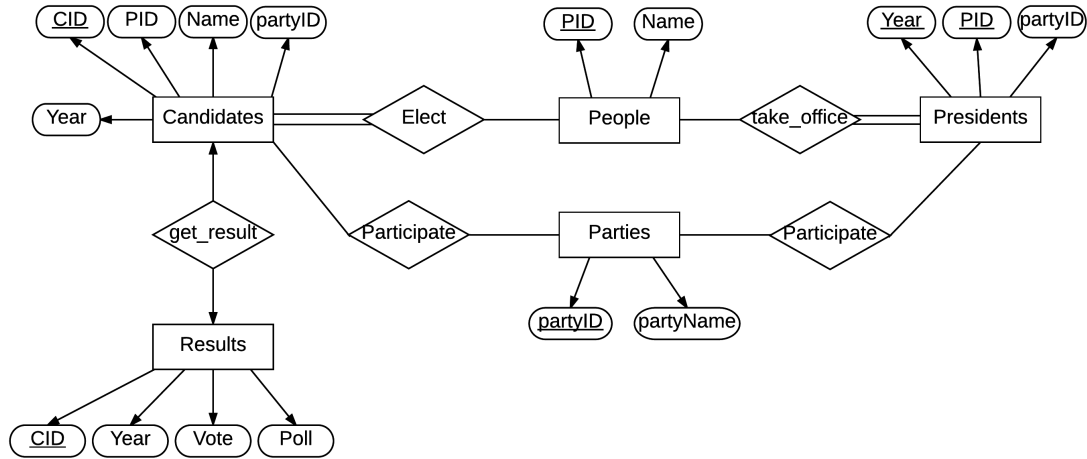 CID PID Name partyID
PID Name
Year PID partyID
Year Candidates Elect People take_office Presidents
get_result Participate Parties Participate
partyID partyName
Results
CID Year Vote Poll